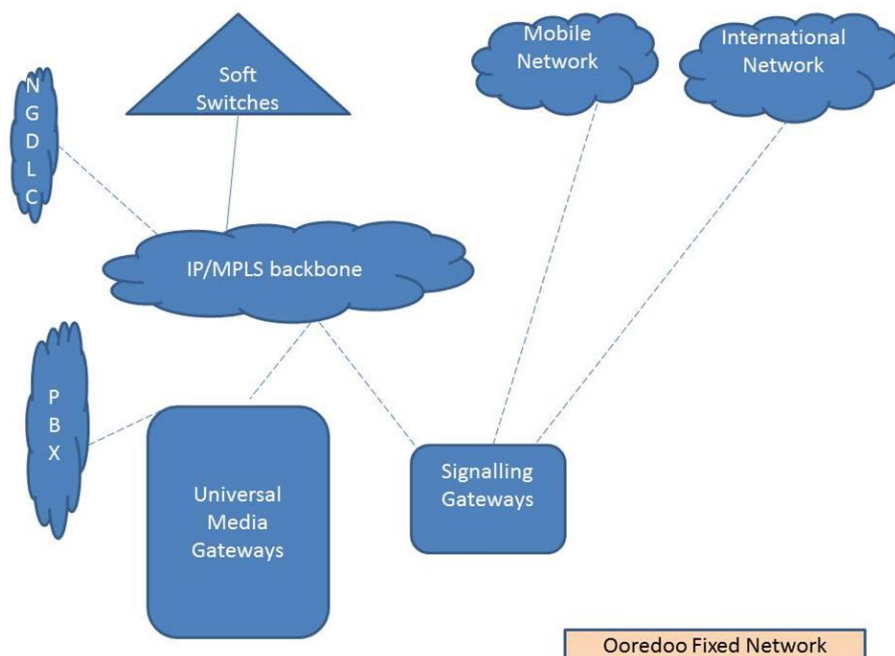 Mobile
Network
International
Network
Soft
Switches
N
G
D
L
C
IP/MPLS backbone
P
B
X
Universal
Media
Gateways
Signalling
Gateways
Ooredoo Fixed Network